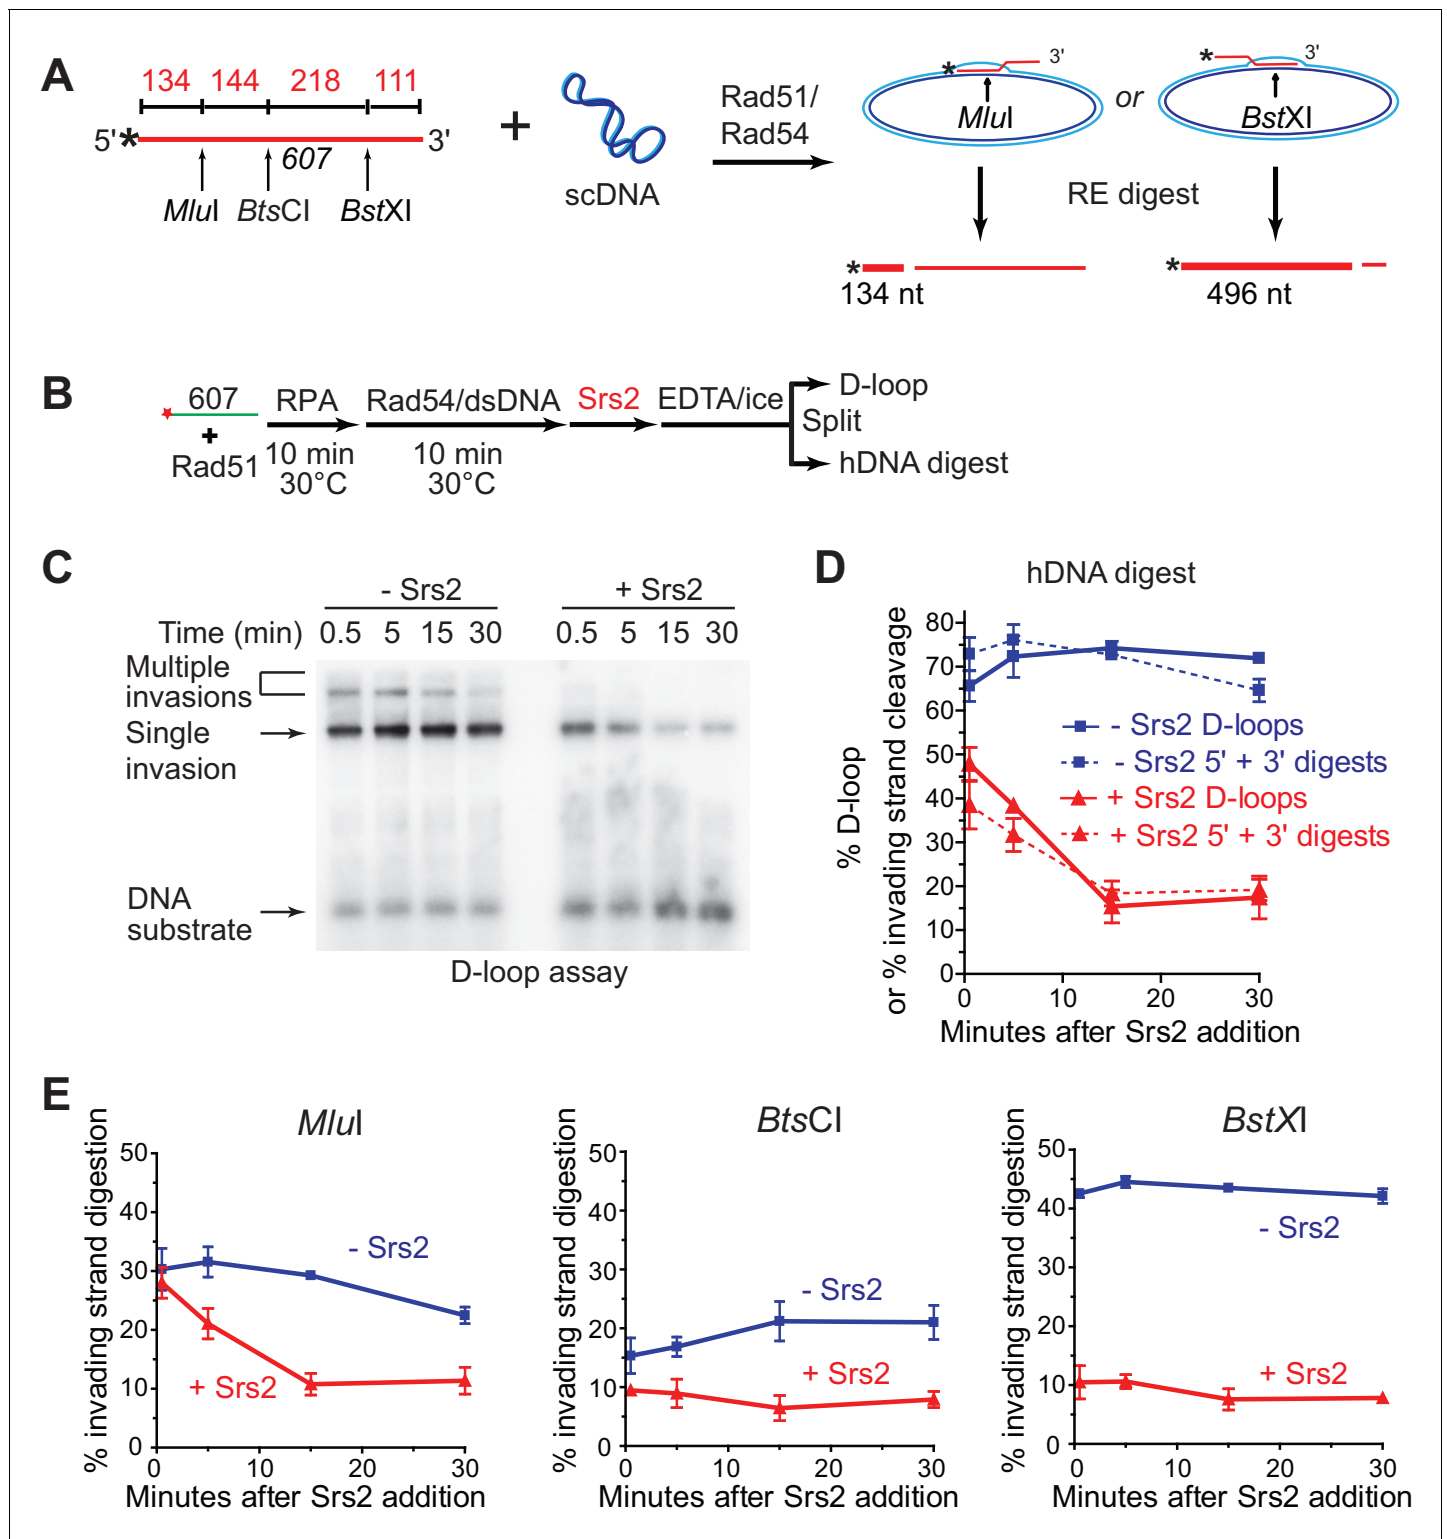 A
134 144 218 111
5' * 3'
607
MluI BtsCI BstXI
+
scDNA
Rad51/
Rad54
* 3'
MluI
or
* 3'
BstXI
RE digest
*
134 nt
*
496 nt
B
607
+
Rad51
RPA
10 min
30°C
Rad54/dsDNA
10 min
30°C
Srs2
EDTA/ice
D-loop
Split
hDNA digest
C
- Srs2 + Srs2
Time (min) 0.5 5 15 30 0.5 5 15 30
Multiple
invasions
Single
invasion
DNA
substrate
D-loop assay
D
hDNA digest
% D-loop
or % invading strand cleavage
80
70
60
50
40
30
20
10
0
- Srs2 D-loops
- Srs2 5' + 3' digests
+ Srs2 D-loops
+ Srs2 5' + 3' digests
0 10 20 30
Minutes after Srs2 addition
E
MluI
% invading strand digestion
50
40
30
20
10
0
- Srs2
+ Srs2
0 10 20 30
Minutes after Srs2 addition
BtsCI
% invading strand digestion
50
40
30
20
10
0
- Srs2
+ Srs2
0 10 20 30
Minutes after Srs2 addition
BstXI
% invading strand digestion
50
40
30
20
10
0
- Srs2
+ Srs2
0 10 20 30
Minutes after Srs2 addition